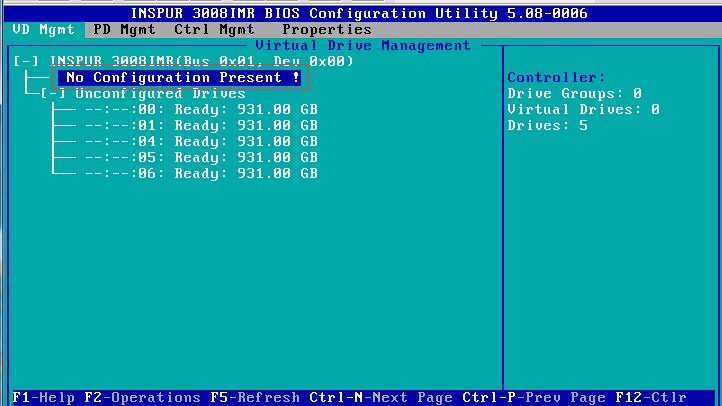 INSPUR 3008IMR BIOS Configuration Utility 5.08-0006
VD Mgmt PD Mgmt Ctrl Mgmt Properties
Virtual Drive Management
[-] INSPUR 3008IMR(Bus 0x01, Dev 0x00)
No Configuration Present !
[-] Unconfigured Drives
--:--:00: Ready: 931.00 GB
--:--:01: Ready: 931.00 GB
--:--:04: Ready: 931.00 GB
--:--:05: Ready: 931.00 GB
--:--:06: Ready: 931.00 GB
Controller:
Drive Groups: 0
Virtual Drives: 0
Drives: 5
F1-Help F2-Operations F5-Refresh Ctrl-N-Next Page Ctrl-P-Prev Page F12-Ctlr